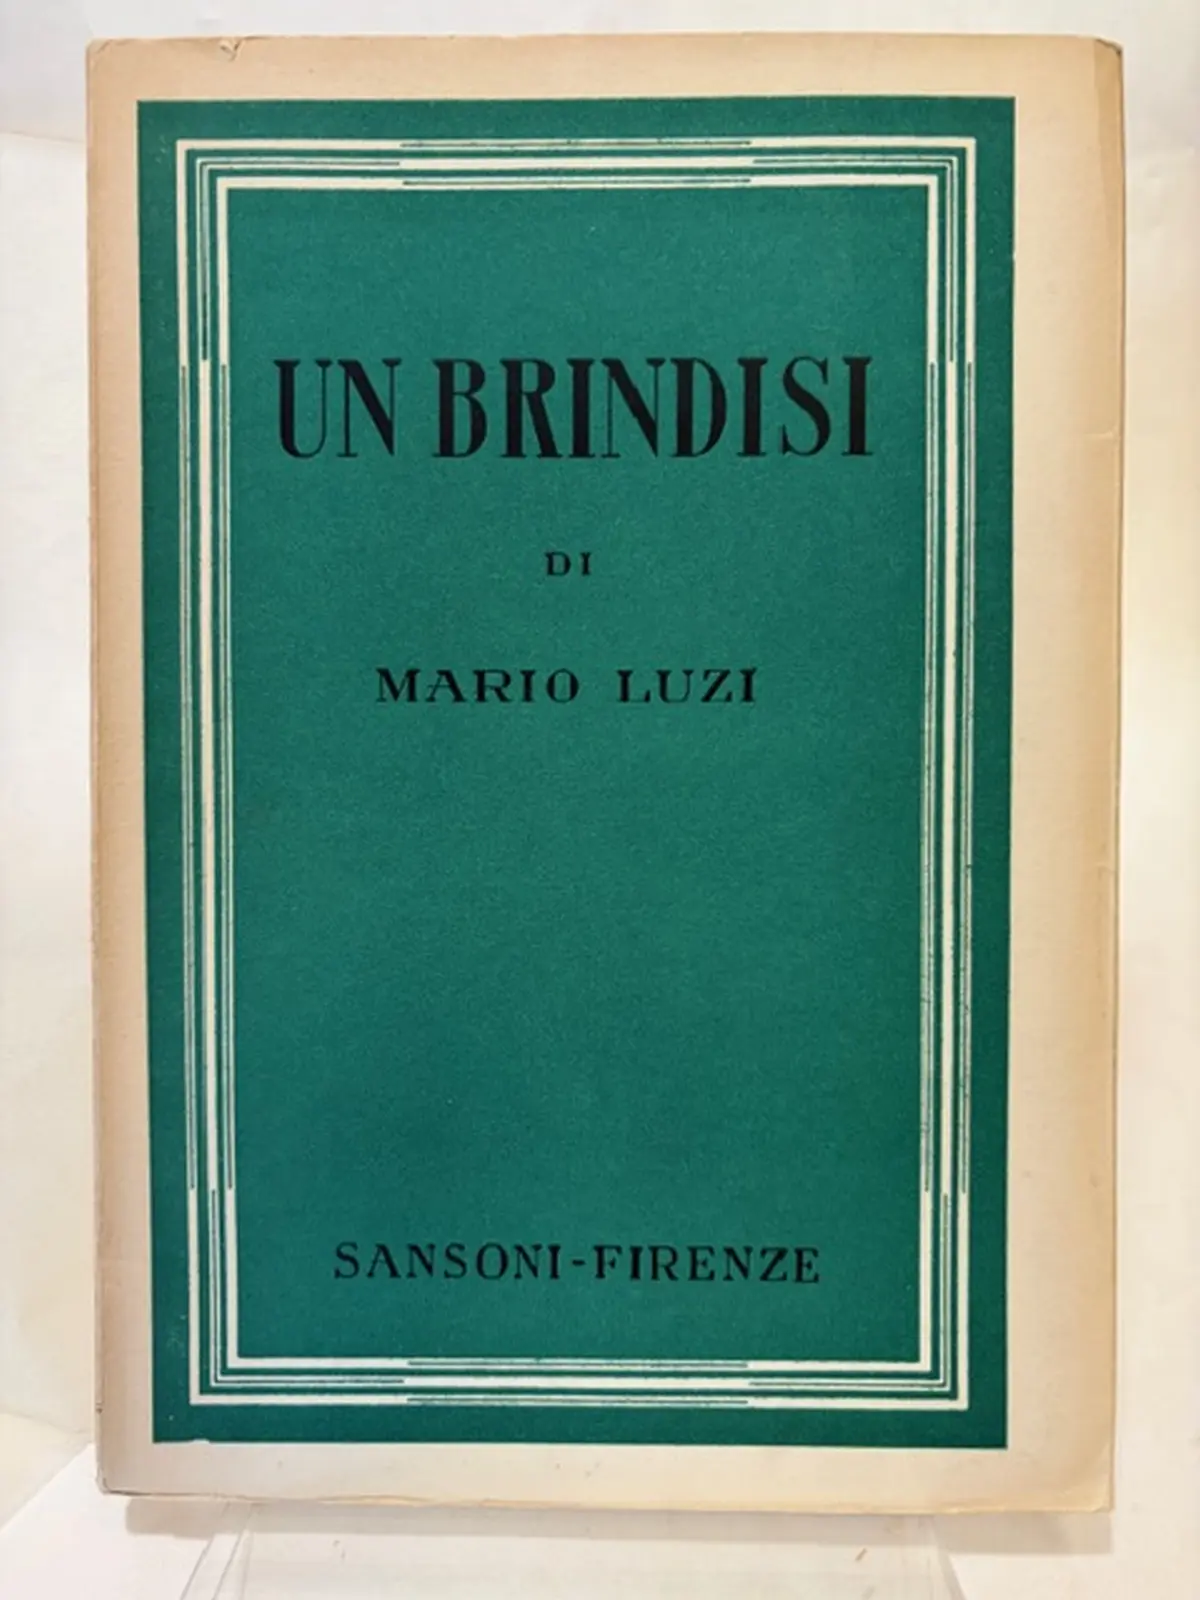 UN BRINDISI
DI
MARIO LUZI
SANSONI-FIRENZE